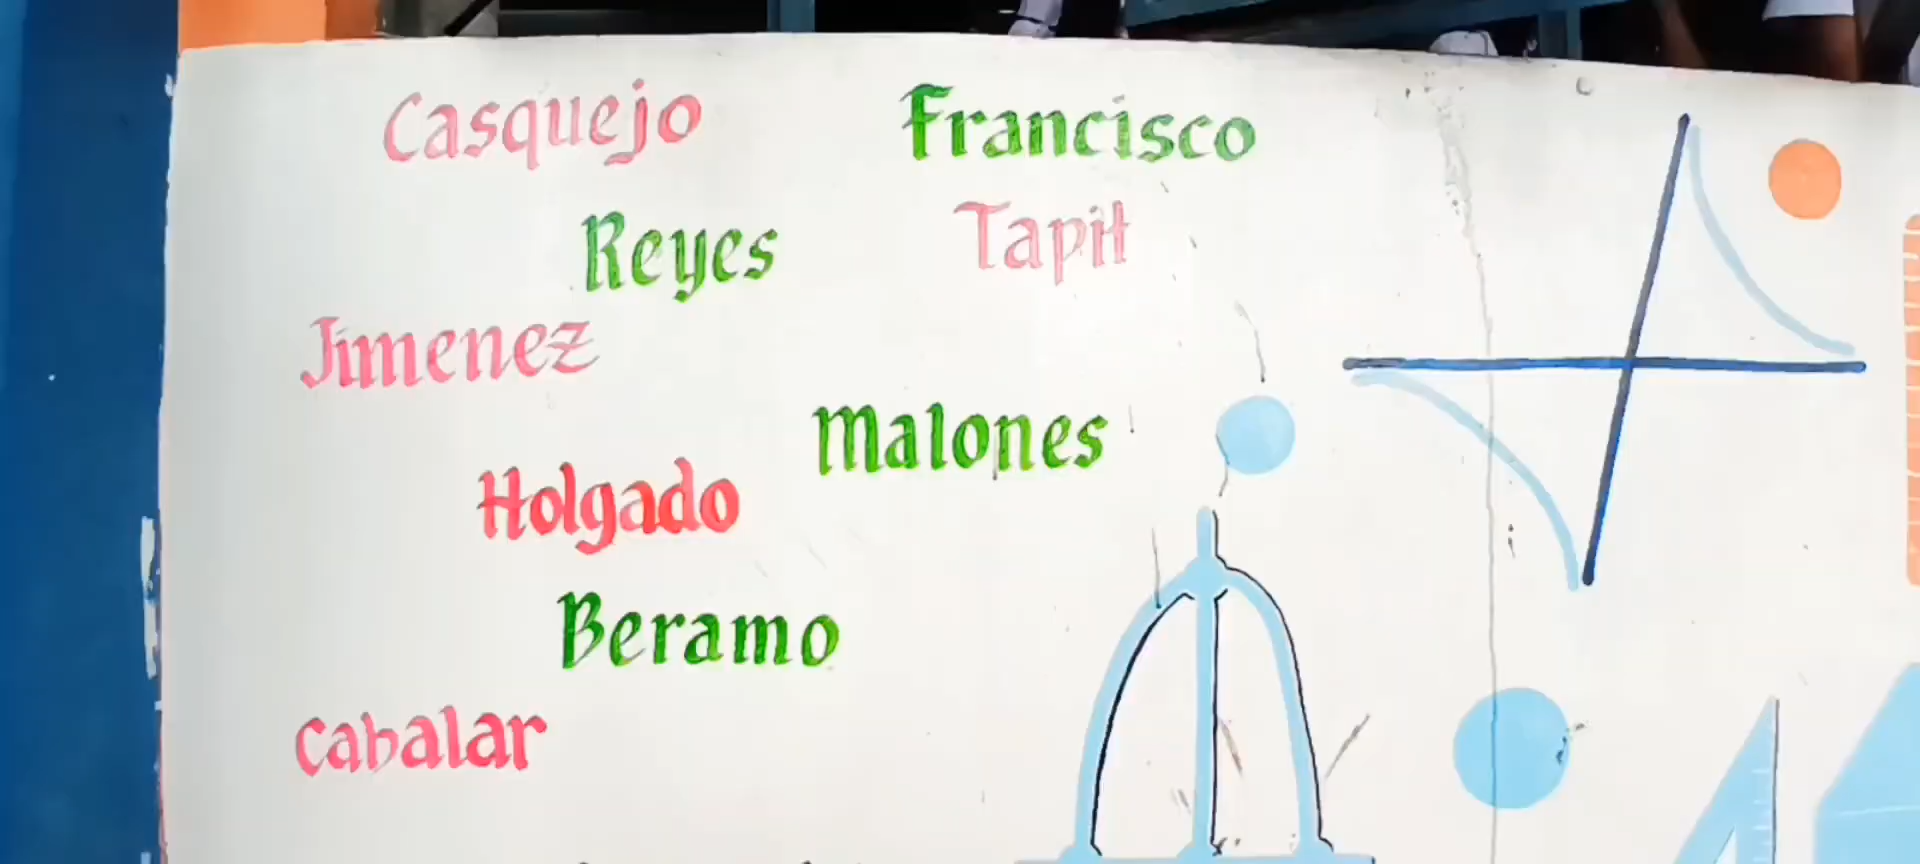 Casquejo
Francisco
Reyes
Tapit
Jimenez
Malones
Holgado
Beramo
Cabalar